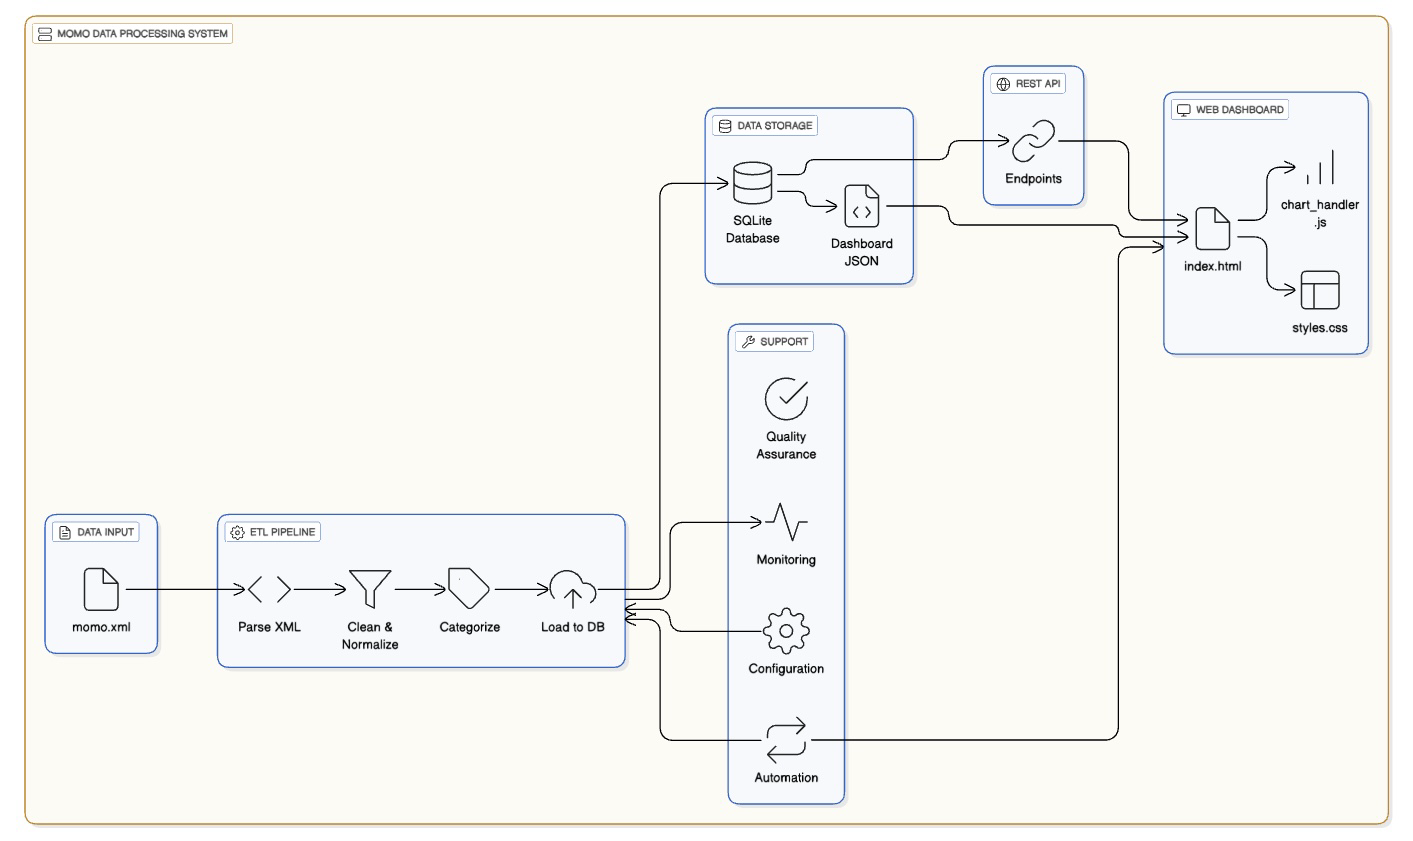 MOMO DATA PROCESSING SYSTEM
REST API
Endpoints
WEB DASHBOARD
chart_handler
.js
index.html
styles.css
DATA STORAGE
SQLite
Database
Dashboard
JSON
SUPPORT
Quality
Assurance
Monitoring
Configuration
Automation
DATA INPUT
momo.xml
ETL PIPELINE
Parse XML
Clean &
Normalize
Categorize
Load to DB